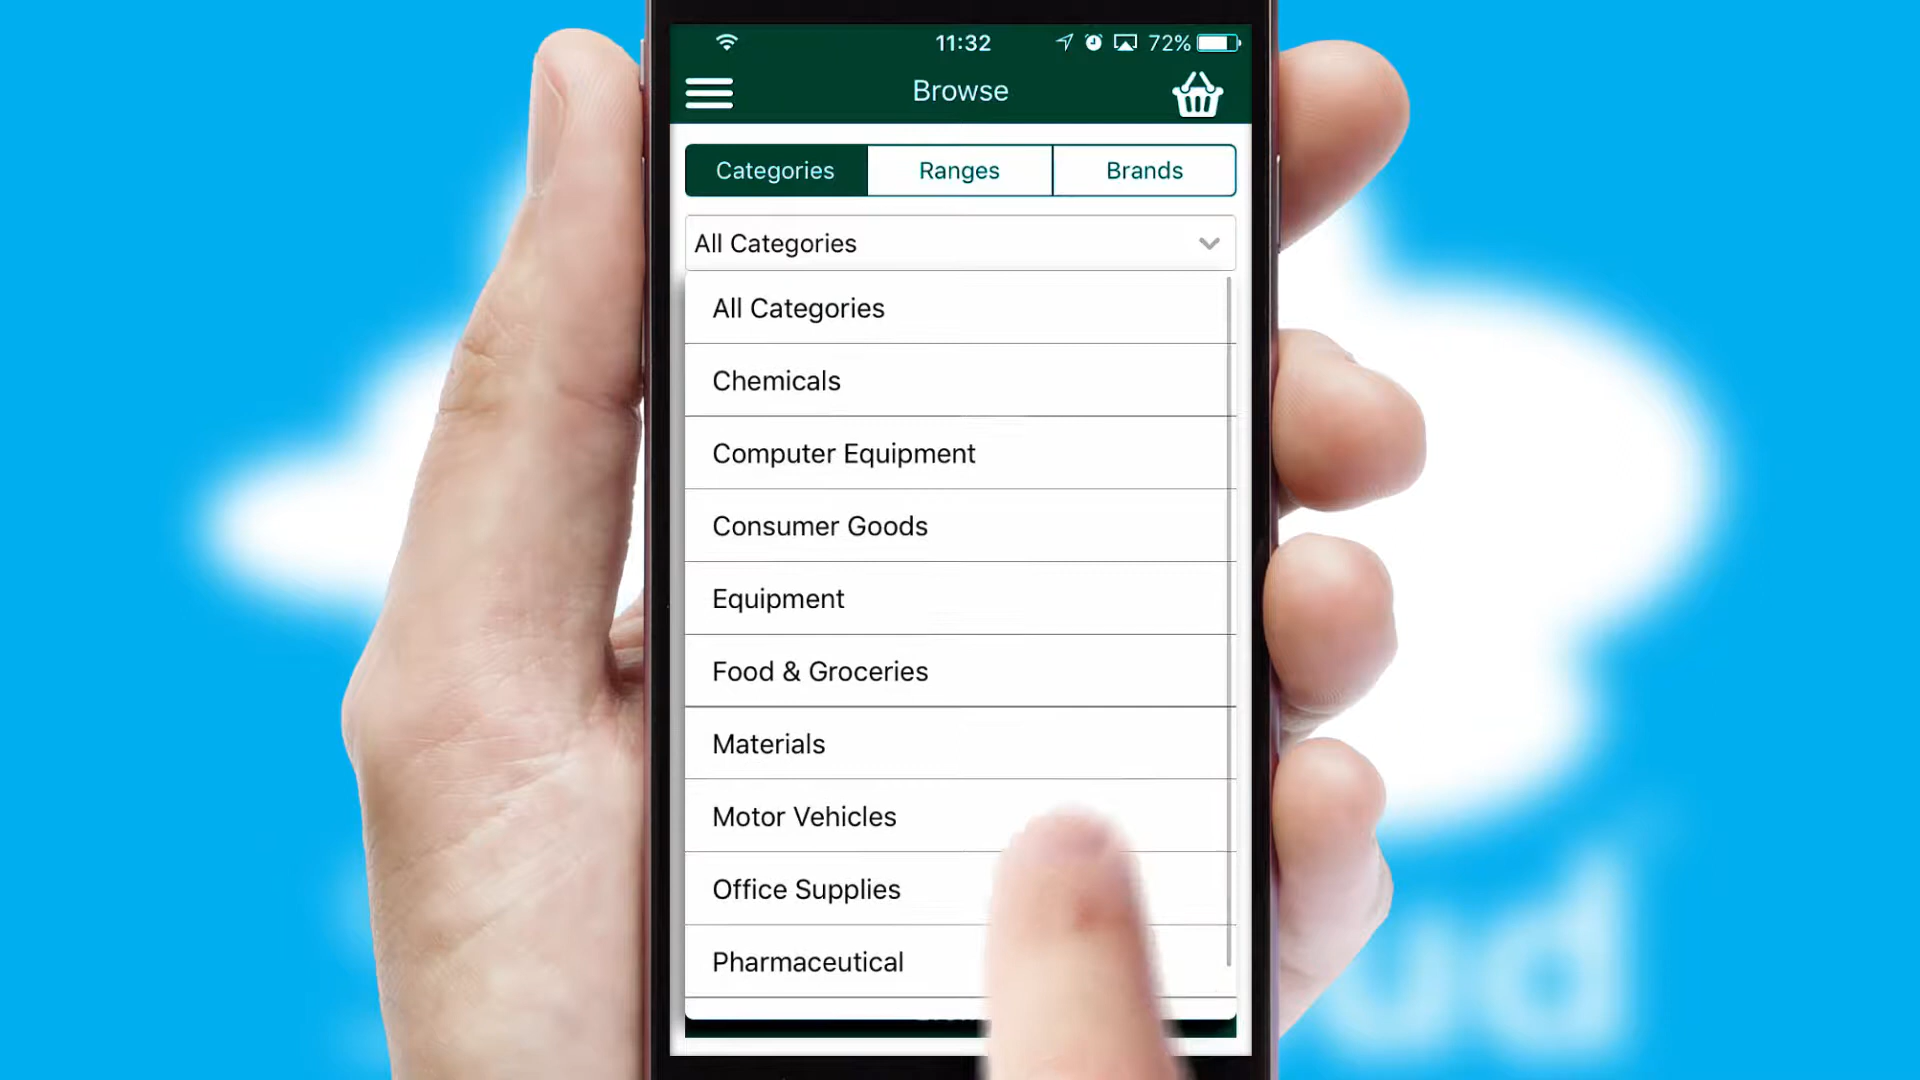 11:32
72%
Browse
Categories
Ranges
Brands
All Categories
All Categories
Chemicals
Computer Equipment
Consumer Goods
Equipment
Food & Groceries
Materials
Motor Vehicles
Office Supplies
Pharmaceutical
ud